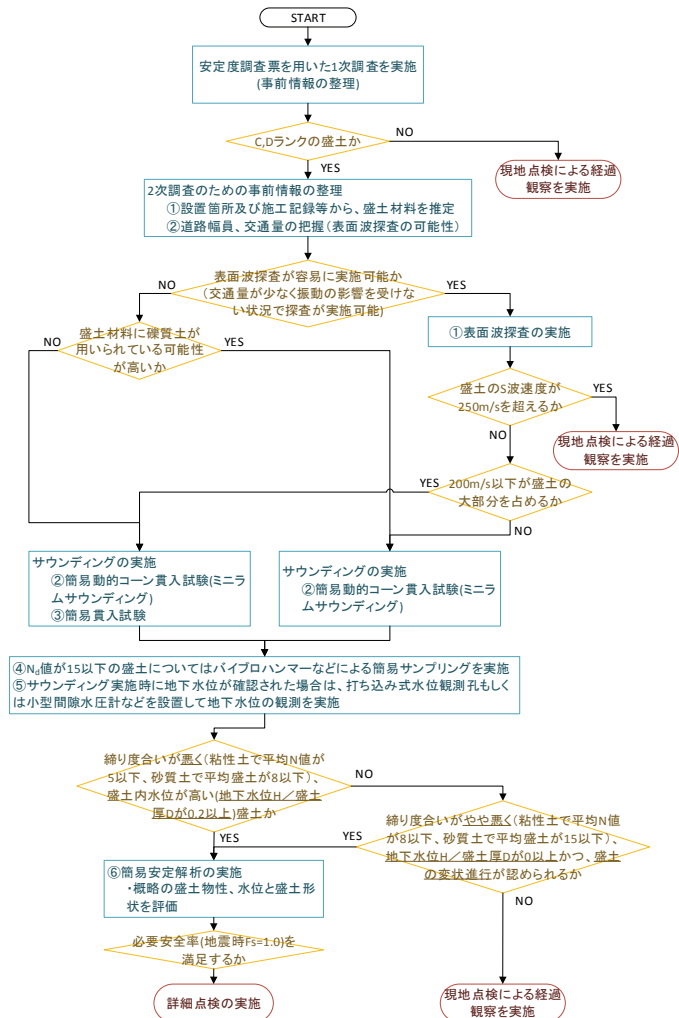 START
安定度調査票を用いた1次調査を実施
(事前情報の整理)
C,Dランクの盛土か
NO
YES
現地点検による経過
観察を実施
2次調査のための事前情報の整理
①設置箇所及び施工記録等から、盛土材料を推定
②道路幅員、交通量の把握(表面波探査の可能性)
表面波探査が容易に実施可能か
(交通量が少なく振動の影響を受けな
い状況で探査が実施可能)
NO
YES
盛土材料に礫質土が
用いられている可能性
が高いか
NO
YES
①表面波探査の実施
盛土のS波速度が
250m/sを超えるか
YES
NO
現地点検による経過
観察を実施
200m/s以下が盛土の
大部分を占めるか
YES
NO
サウンディングの実施
②簡易動的コーン貫入試験(ミニラ
ムサウンディング)
③簡易貫入試験
サウンディングの実施
②簡易動的コーン貫入試験(ミニラ
ムサウンディング)
④Nd値が15以下の盛土についてはバイブロハンマーなどによる簡易サンプリングを実施
⑤サウンディング実施時に地下水位が確認された場合は、打ち込み式水位観測孔もしく
は小型間隙水圧計などを設置して地下水位の観測を実施
締り度合いが悪く(粘性土で平均N値が
5以下、砂質土で平均盛土が8以下)、
盛土内水位が高い(地下水位H/盛土
厚Dが0.2以上)盛土か
NO
YES
締り度合いがやや悪く(粘性土で平均N値
が8以下、砂質土で平均盛土が15以下)、
地下水位H/盛土厚Dが0以上かつ、盛土
の変状進行が認められるか
YES
NO
⑥簡易安定解析の実施
・概略の盛土物性、水位と盛土形
状を評価
必要安全率(地震時Fs=1.0)を
満足するか
詳細点検の実施
現地点検による経過
観察を実施